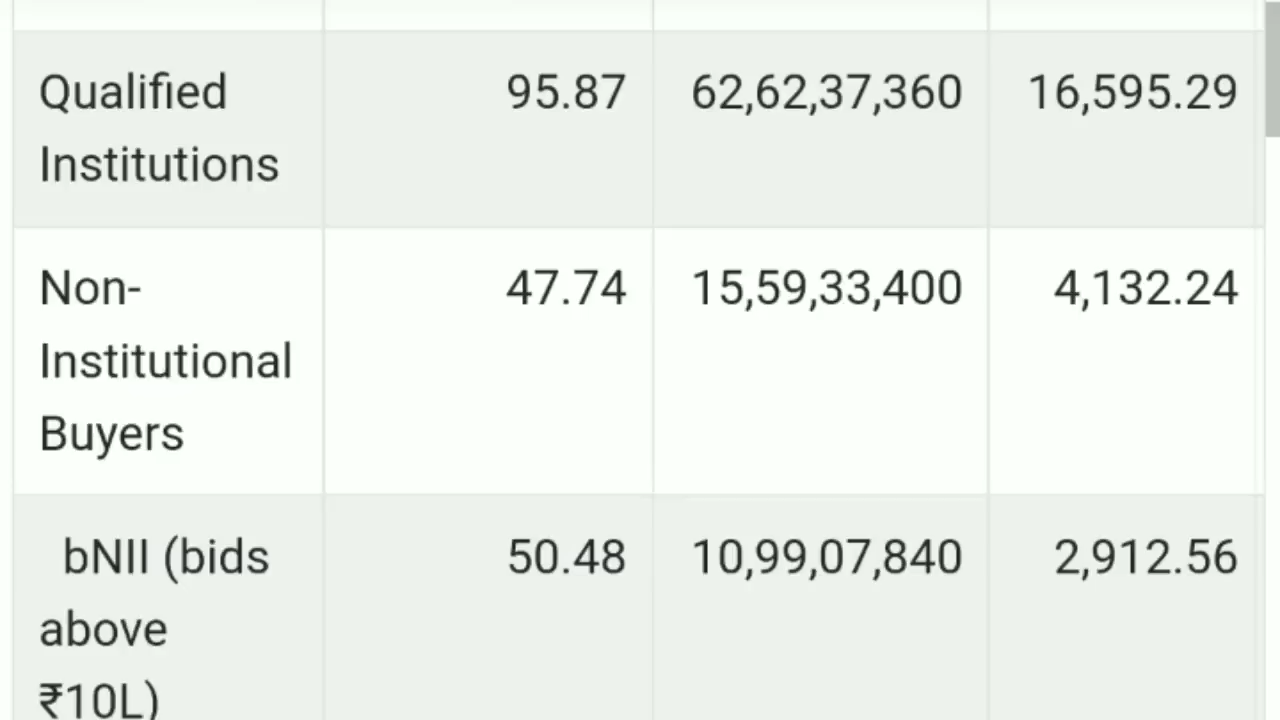 Qualified 95.87 62,62,37,360 16,595.29
Institutions
Non- 47.74 15,59,33,400 4,132.24
Institutional
Buyers
bNII (bids 50.48 10,99,07,840 2,912.56
above
₹10L)